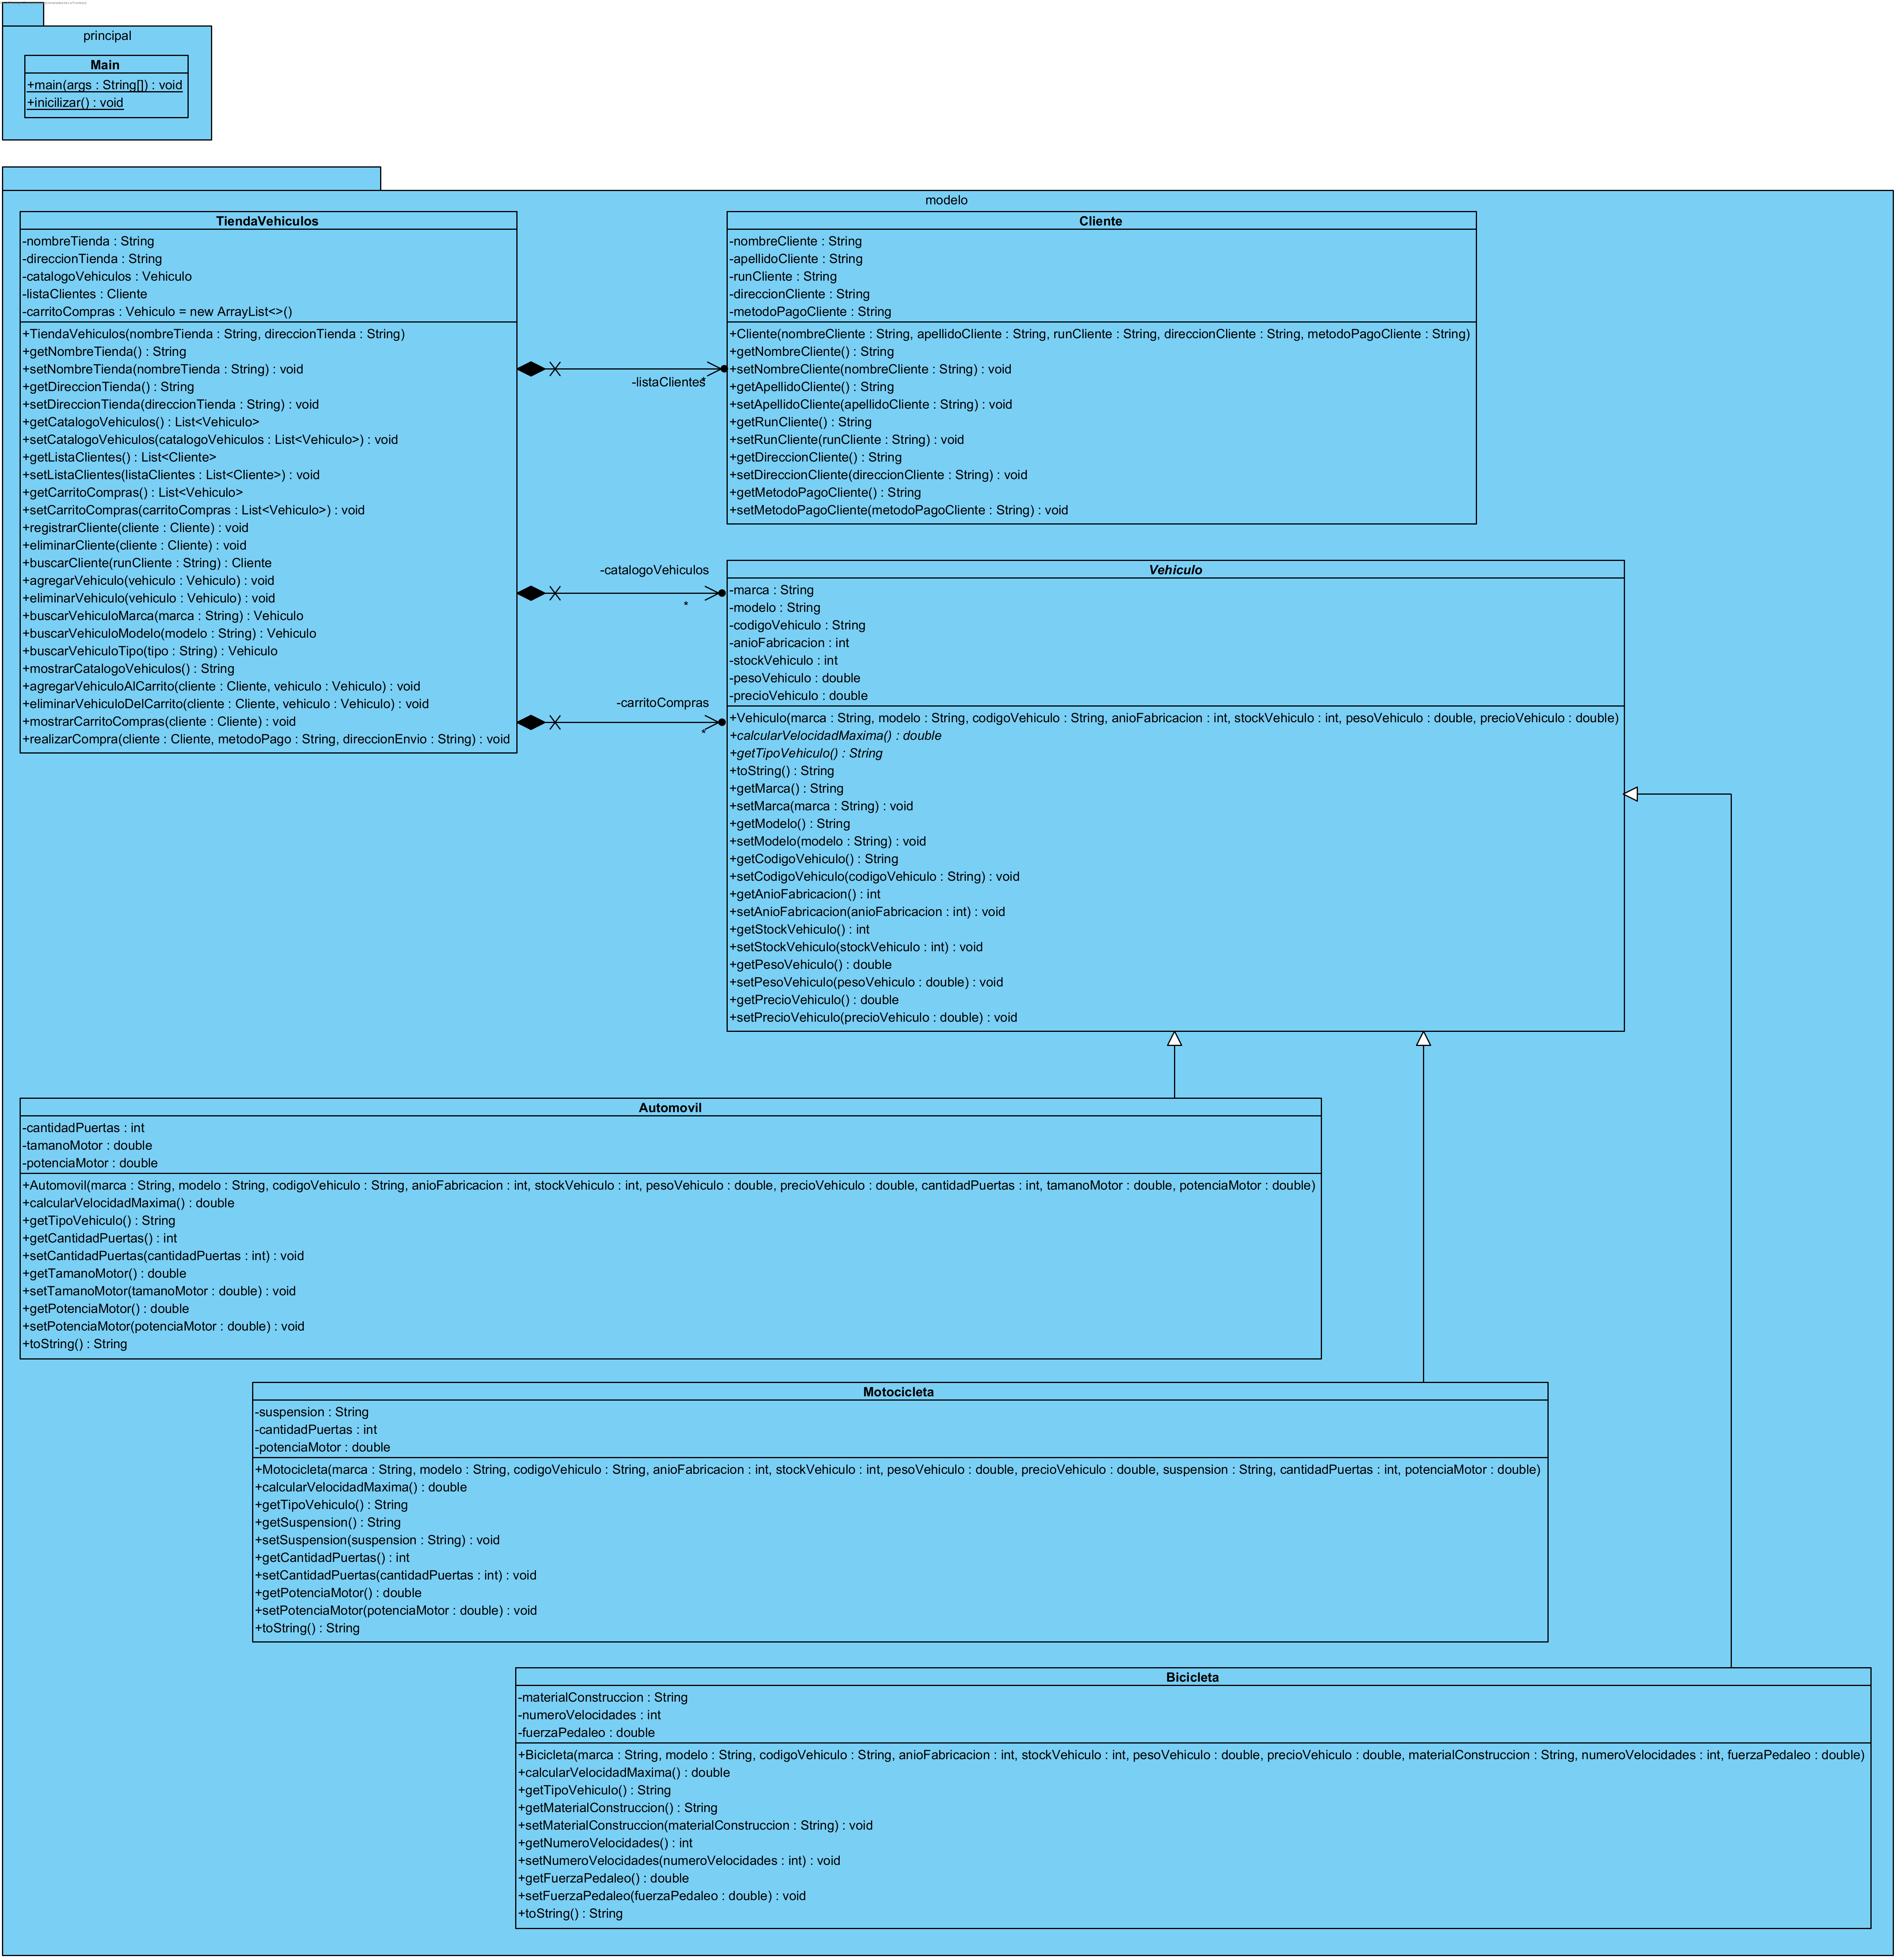 principal
Main
+main(args : String[]) : void
+inicilizar() : void
modelo
TiendaVehiculos
-nombreTienda : String
-direccionTienda : String
-catalogoVehiculos : Vehiculo
-listaClientes : Cliente
-carritoCompras : Vehiculo = new ArrayList<>()
+TiendaVehiculos(nombreTienda : String, direccionTienda : String)
+getNombreTienda() : String
+setNombreTienda(nombreTienda : String) : void
+getDireccionTienda() : String
+setDireccionTienda(direccionTienda : String) : void
+getCatalogoVehiculos() : List<Vehiculo>
+setCatalogoVehiculos(catalogoVehiculos : List<Vehiculo>) : void
+getListaClientes() : List<Cliente>
+setListaClientes(listaClientes : List<Cliente>) : void
+getCarritoCompras() : List<Vehiculo>
+setCarritoCompras(carritoCompras : List<Vehiculo>) : void
+registrarCliente(cliente : Cliente) : void
+eliminarCliente(cliente : Cliente) : void
+buscarCliente(runCliente : String) : Cliente
+agregarVehiculo(vehiculo : Vehiculo) : void
+eliminarVehiculo(vehiculo : Vehiculo) : void
+buscarVehiculoMarca(marca : String) : Vehiculo
+buscarVehiculoModelo(modelo : String) : Vehiculo
+buscarVehiculoTipo(tipo : String) : Vehiculo
+mostrarCatalogoVehiculos() : String
+agregarVehiculoAlCarrito(cliente : Cliente, vehiculo : Vehiculo) : void
+eliminarVehiculoDelCarrito(cliente : Cliente, vehiculo : Vehiculo) : void
+mostrarCarritoCompras(cliente : Cliente) : void
+realizarCompra(cliente : Cliente, metodoPago : String, direccionEnvio : String) : void
-listaClientes
*
-catalogoVehiculos
*
-carritoCompras
*
Cliente
-nombreCliente : String
-apellidoCliente : String
-runCliente : String
-direccionCliente : String
-metodoPagoCliente : String
+Cliente(nombreCliente : String, apellidoCliente : String, runCliente : String, direccionCliente : String, metodoPagoCliente : String)
+getNombreCliente() : String
+setNombreCliente(nombreCliente : String) : void
+getApellidoCliente() : String
+setApellidoCliente(apellidoCliente : String) : void
+getRunCliente() : String
+setRunCliente(runCliente : String) : void
+getDireccionCliente() : String
+setDireccionCliente(direccionCliente : String) : void
+getMetodoPagoCliente() : String
+setMetodoPagoCliente(metodoPagoCliente : String) : void
Vehiculo
-marca : String
-modelo : String
-codigoVehiculo : String
-anioFabricacion : int
-stockVehiculo : int
-pesoVehiculo : double
-precioVehiculo : double
+Vehiculo(marca : String, modelo : String, codigoVehiculo : String, anioFabricacion : int, stockVehiculo : int, pesoVehiculo : double, precioVehiculo : double)
+calcularVelocidadMaxima() : double
+getTipoVehiculo() : String
+toString() : String
+getMarca() : String
+setMarca(marca : String) : void
+getModelo() : String
+setModelo(modelo : String) : void
+getCodigoVehiculo() : String
+setCodigoVehiculo(codigoVehiculo : String) : void
+getAnioFabricacion() : int
+setAnioFabricacion(anioFabricacion : int) : void
+getStockVehiculo() : int
+setStockVehiculo(stockVehiculo : int) : void
+getPesoVehiculo() : double
+setPesoVehiculo(pesoVehiculo : double) : void
+getPrecioVehiculo() : double
+setPrecioVehiculo(precioVehiculo : double) : void
Automovil
-cantidadPuertas : int
-tamanoMotor : double
-potenciaMotor : double
+Automovil(marca : String, modelo : String, codigoVehiculo : String, anioFabricacion : int, stockVehiculo : int, pesoVehiculo : double, precioVehiculo : double, cantidadPuertas : int, tamanoMotor : double, potenciaMotor : double)
+calcularVelocidadMaxima() : double
+getTipoVehiculo() : String
+getCantidadPuertas() : int
+setCantidadPuertas(cantidadPuertas : int) : void
+getTamanoMotor() : double
+setTamanoMotor(tamanoMotor : double) : void
+getPotenciaMotor() : double
+setPotenciaMotor(potenciaMotor : double) : void
+toString() : String
Motocicleta
-suspension : String
-cantidadPuertas : int
-potenciaMotor : double
+Motocicleta(marca : String, modelo : String, codigoVehiculo : String, anioFabricacion : int, stockVehiculo : int, pesoVehiculo : double, precioVehiculo : double, suspension : String, cantidadPuertas : int, potenciaMotor : double)
+calcularVelocidadMaxima() : double
+getTipoVehiculo() : String
+getSuspension() : String
+setSuspension(suspension : String) : void
+getCantidadPuertas() : int
+setCantidadPuertas(cantidadPuertas : int) : void
+getPotenciaMotor() : double
+setPotenciaMotor(potenciaMotor : double) : void
+toString() : String
Bicicleta
-materialConstruccion : String
-numeroVelocidades : int
-fuerzaPedaleo : double
+Bicicleta(marca : String, modelo : String, codigoVehiculo : String, anioFabricacion : int, stockVehiculo : int, pesoVehiculo : double, precioVehiculo : double, materialConstruccion : String, numeroVelocidades : int, fuerzaPedaleo : double)
+calcularVelocidadMaxima() : double
+getTipoVehiculo() : String
+getMaterialConstruccion() : String
+setMaterialConstruccion(materialConstruccion : String) : void
+getNumeroVelocidades() : int
+setNumeroVelocidades(numeroVelocidades : int) : void
+getFuerzaPedaleo() : double
+setFuerzaPedaleo(fuerzaPedaleo : double) : void
+toString() : String